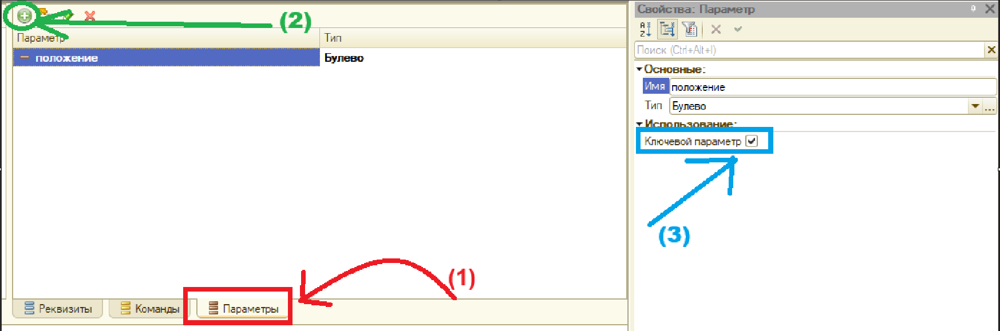 (2)
Параметр Тип
положение Булево
(1)
Реквизиты Команды Параметры
Свойства: Параметр
Поиск (Ctrl+Alt+I)
Основные:
Имя положение
Тип Булево ...
Использование:
Ключевой параметр
(3)